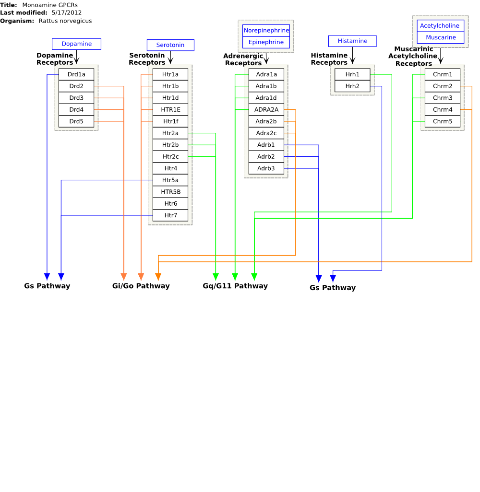 Title: Monoamine GPCRs
Last modified: 5/17/2012
Organism: Rattus norvegicus
Dopamine
Serotonin
Norepinephrine
Epinephrine
Histamine
Acetylcholine
Muscarine
Dopamine
Receptors
Serotonin
Receptors
Adrenergic
Receptors
Histamine
Receptors
Muscarinic
Acetylcholine
Receptors
Drd1a
Drd2
Drd3
Drd4
Drd5
Htr1a
Htr1b
Htr1d
HTR1E
Htr1f
Htr2a
Htr2b
Htr2c
Htr4
Htr5a
HTR5B
Htr6
Htr7
Adra1a
Adra1b
Adra1d
ADRA2A
Adra2b
Adra2c
Adrb1
Adrb2
Adrb3
Hrh1
Hrh2
Chrm1
Chrm2
Chrm3
Chrm4
Chrm5
Gs Pathway
Gi/Go Pathway
Gq/G11 Pathway
Gs Pathway